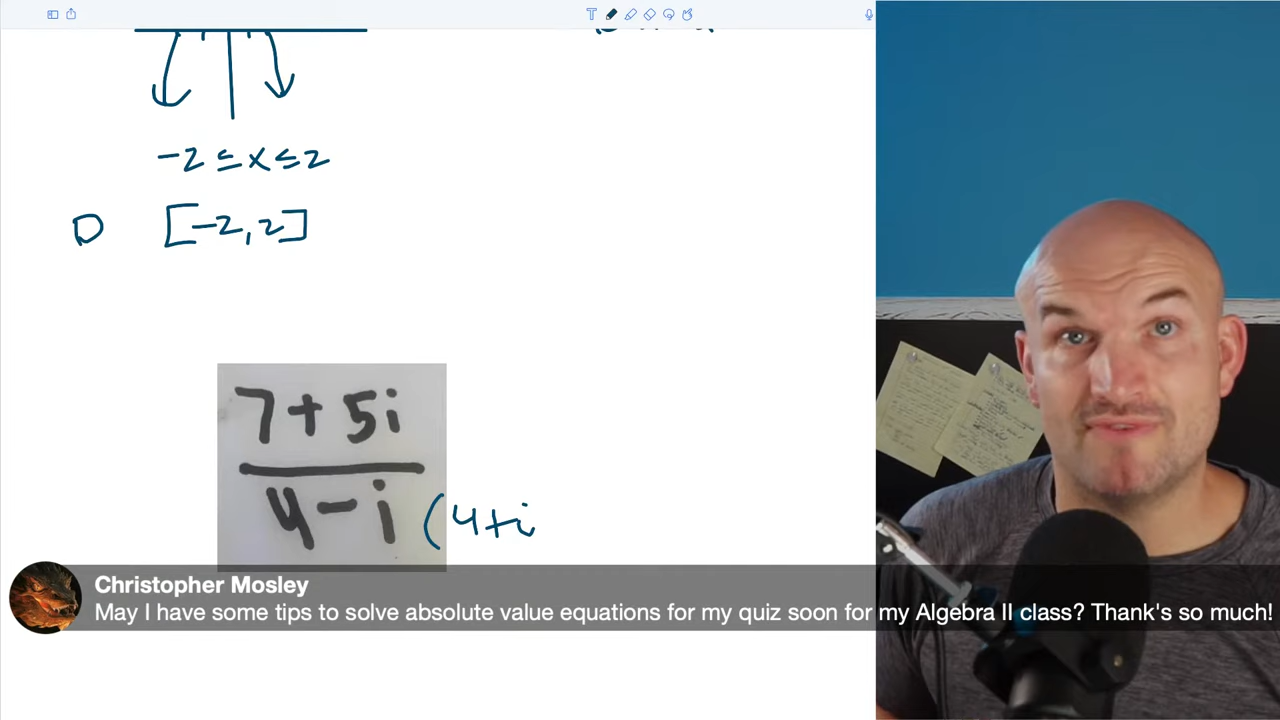 -2 ≤ x ≤ 2
D [-2, 2]
7 + 5i
4 - i (4+i
Christopher Mosley
May I have some tips to solve absolute value equations for my quiz soon for my Algebra II class? Thank's so much!